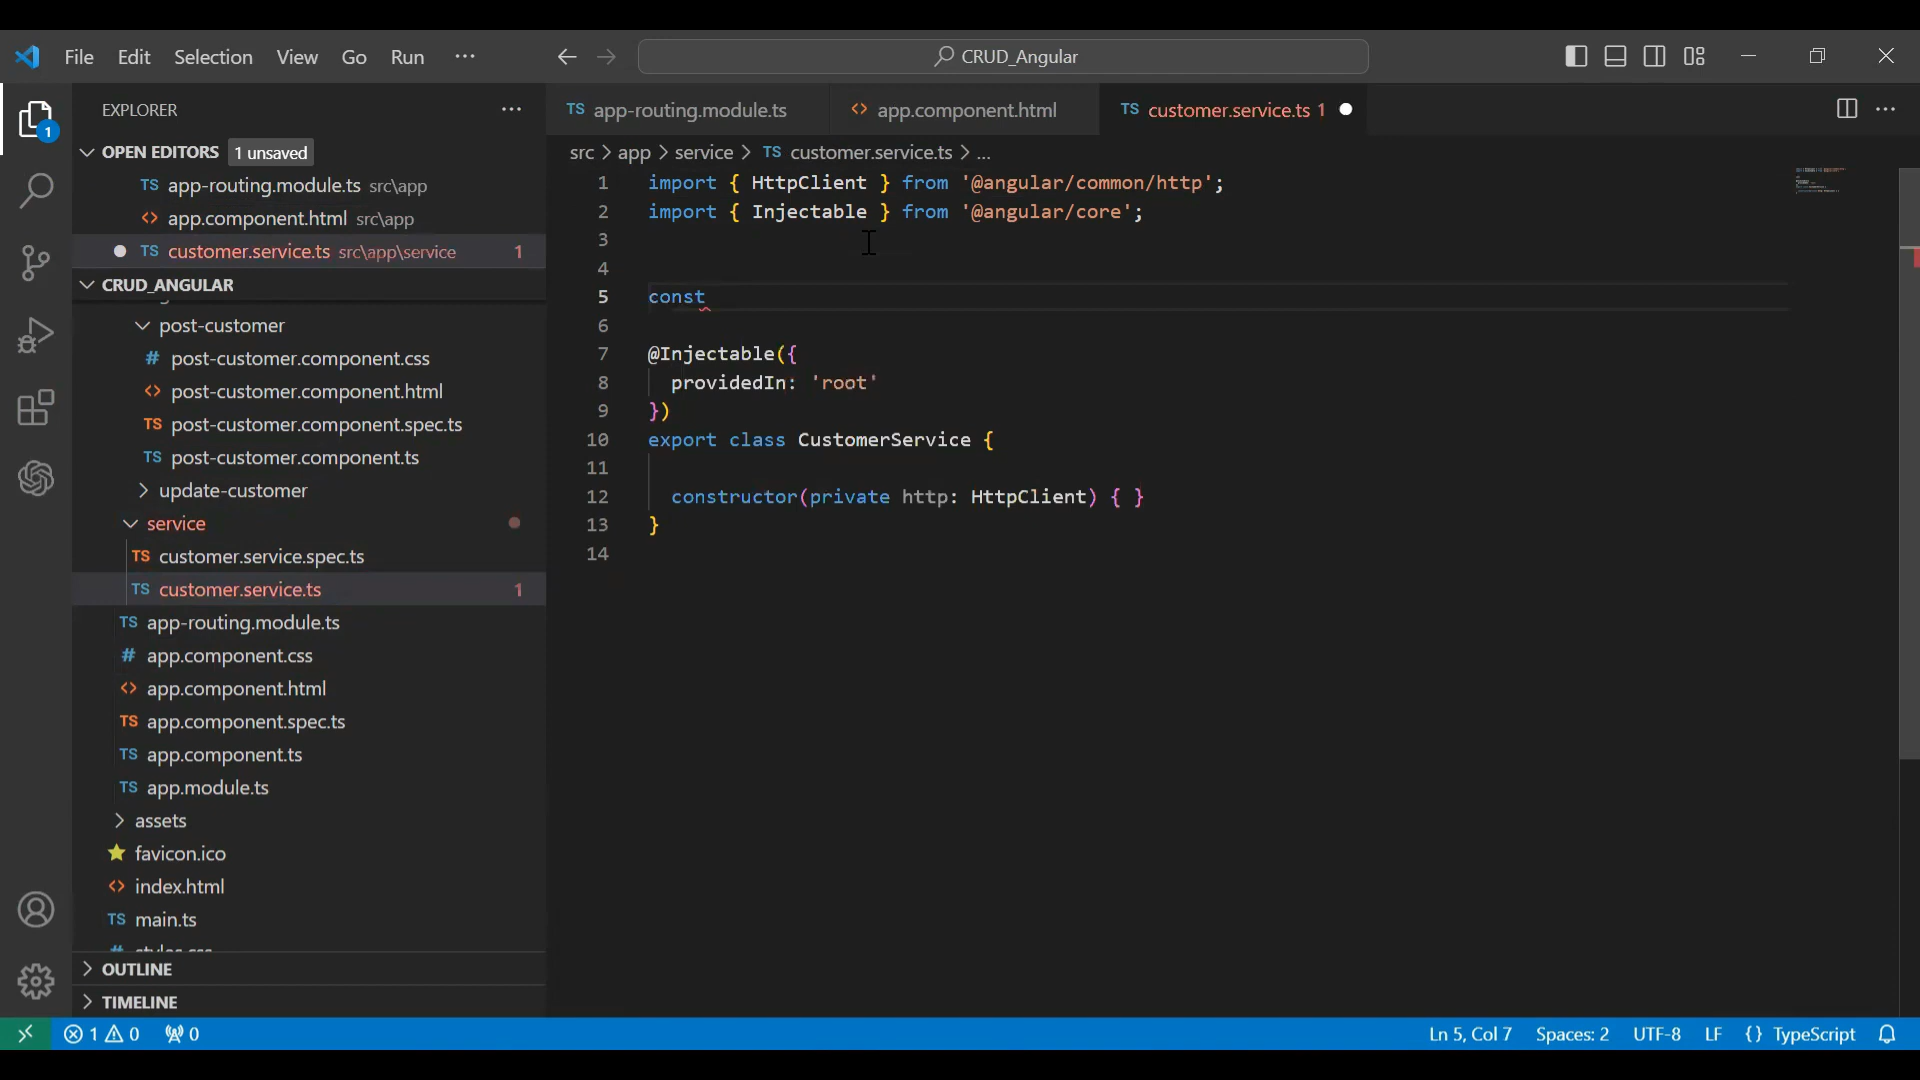 File Edit Selection View Go Run ... CRUD_Angular
EXPLORER ...
OPEN EDITORS 1 unsaved
TS app-routing.module.ts src\app
<> app.component.html src\app
TS customer.service.ts src\app\service 1
CRUD_ANGULAR
post-customer
# post-customer.component.css
<> post-customer.component.html
TS post-customer.component.spec.ts
TS post-customer.component.ts
update-customer
service
TS customer.service.spec.ts
TS customer.service.ts 1
TS app-routing.module.ts
# app.component.css
<> app.component.html
TS app.component.spec.ts
TS app.component.ts
TS app.module.ts
assets
favicon.ico
<> index.html
TS main.ts
# styles.css
OUTLINE
TIMELINE
1
TS app-routing.module.ts <> app.component.html TS customer.service.ts 1
src > app > service > TS customer.service.ts > ...
1 import { HttpClient } from '@angular/common/http';
2 import { Injectable } from '@angular/core';
3
4
5 const
6
7 @Injectable({
8 providedIn: 'root'
9 })
10 export class CustomerService {
11
12 constructor(private http: HttpClient) { }
13 }
14
1 0 0 Ln 5, Col 7 Spaces: 2 UTF-8 LF {} TypeScript